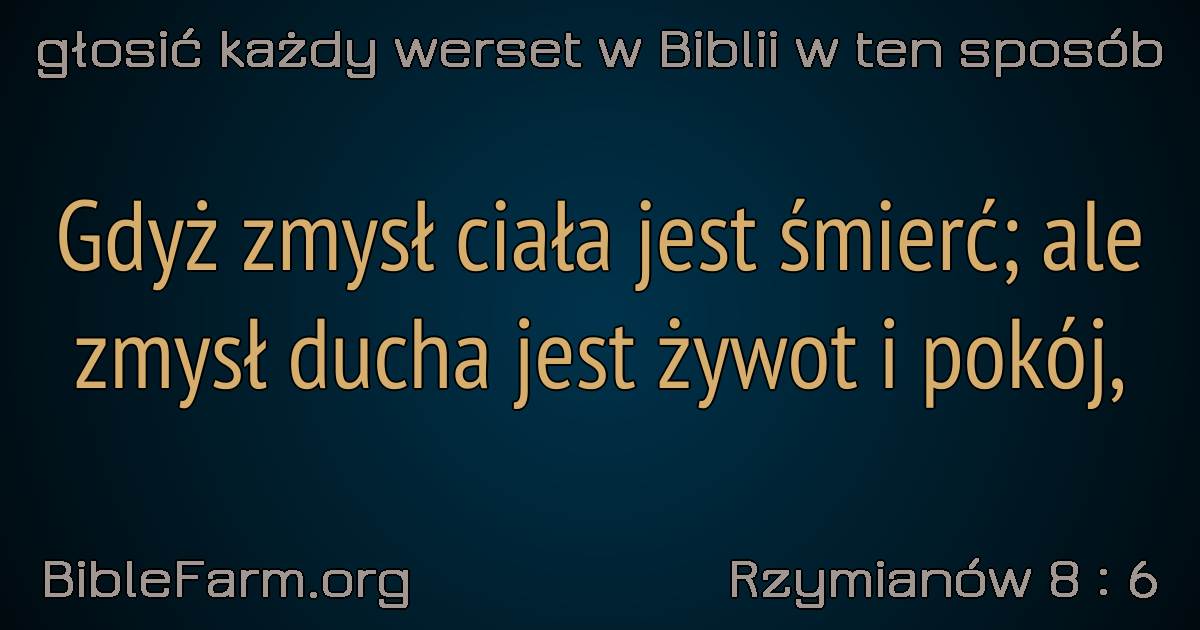 głosić każdy werset w Biblii w ten sposób
Gdyż zmysł ciała jest śmierć; ale
zmysł ducha jest żywot i pokój,
BibleFarm.org
Rzymianów 8 : 6